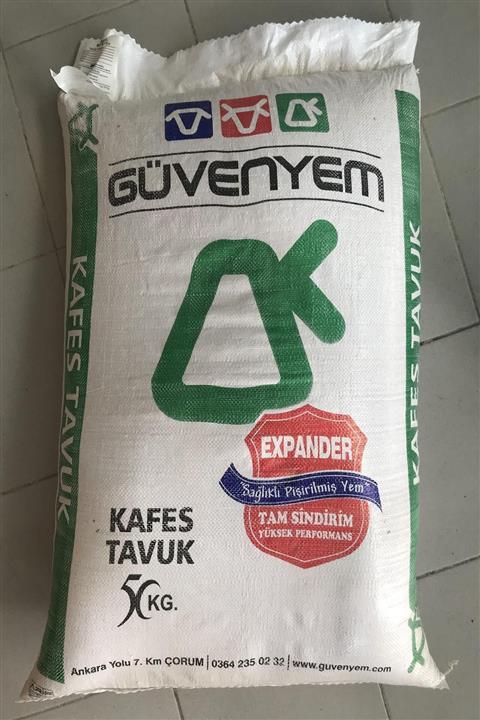 GÜVENYEM
KAFES TAVUK
KAFES TAVUK
EXPANDER
"Sağlıklı Pişirilmiş Yem"
TAM SİNDİRİM
YÜKSEK PERFORMANS
KAFES
TAVUK
50 KG.
Ankara Yolu 7. Km ÇORUM | 0364 235 02 32 | www.guvenyem.com